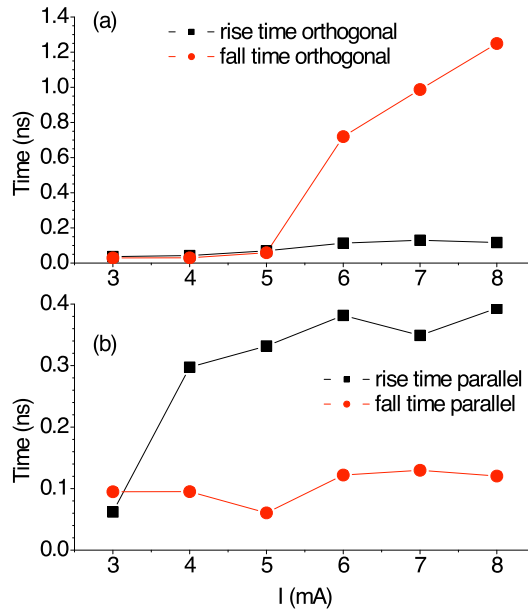 (a)
rise time orthogonal
fall time orthogonal
Time (ns)
1.4
1.2
1.0
0.8
0.6
0.4
0.2
0.0
3 4 5 6 7 8
(b)
rise time parallel
fall time parallel
Time (ns)
0.4
0.3
0.2
0.1
0.0
3 4 5 6 7 8
I (mA)